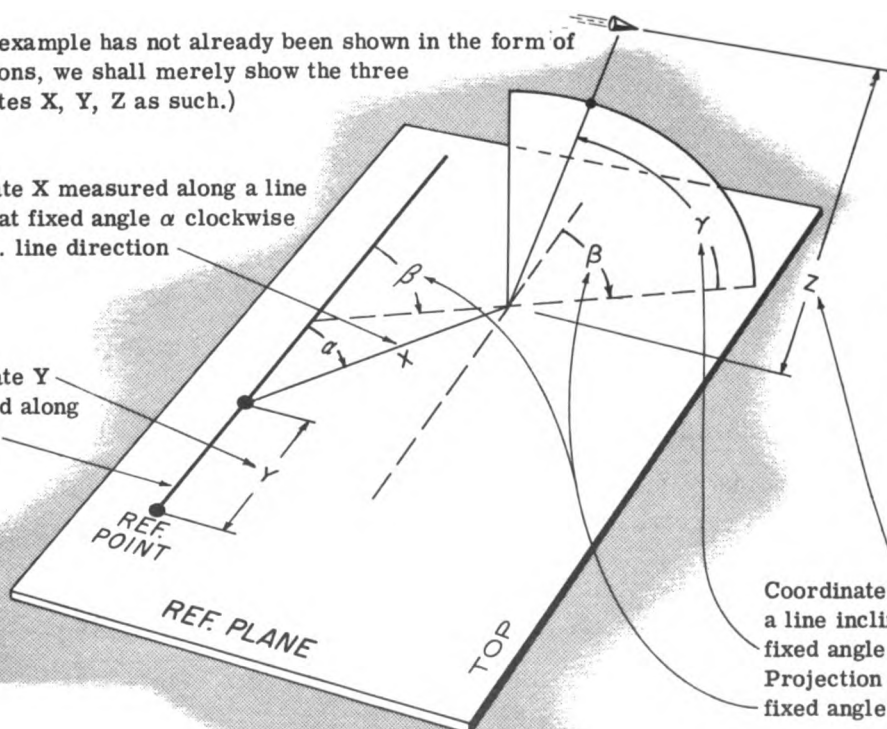 example has not already been shown in the form of
ons, we shall merely show the three
tes X, Y, Z as such.)
ate X measured along a line
at fixed angle α clockwise
. line direction
β
γ
β
Z
α
X
ate Y
d along
Y
REF.
POINT
REF. PLANE
TOP
Coordinate
a line incli
fixed angle
Projection
fixed angle